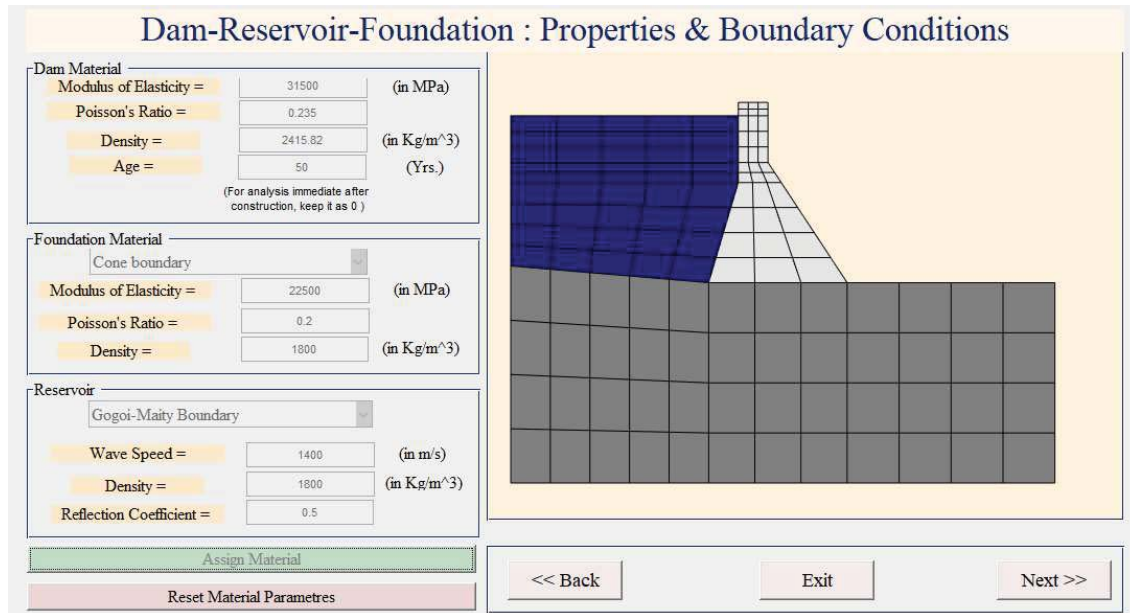 Dam-Reservoir-Foundation : Properties & Boundary Conditions
Dam Material
Modulus of Elasticity = 31500 (in MPa)
Poisson's Ratio = 0.235
Density = 2415.82 (in Kg/m^3)
Age = 50 (Yrs.)
(For analysis immediate after
construction, keep it as 0 )
Foundation Material
Cone boundary
Modulus of Elasticity = 22500 (in MPa)
Poisson's Ratio = 0.2
Density = 1800 (in Kg/m^3)
Reservoir
Gogoi-Maity Boundary
Wave Speed = 1400 (in m/s)
Density = 1800 (in Kg/m^3)
Reflection Coefficient = 0.5
Assign Material
Reset Material Parametres
<< Back Exit Next >>